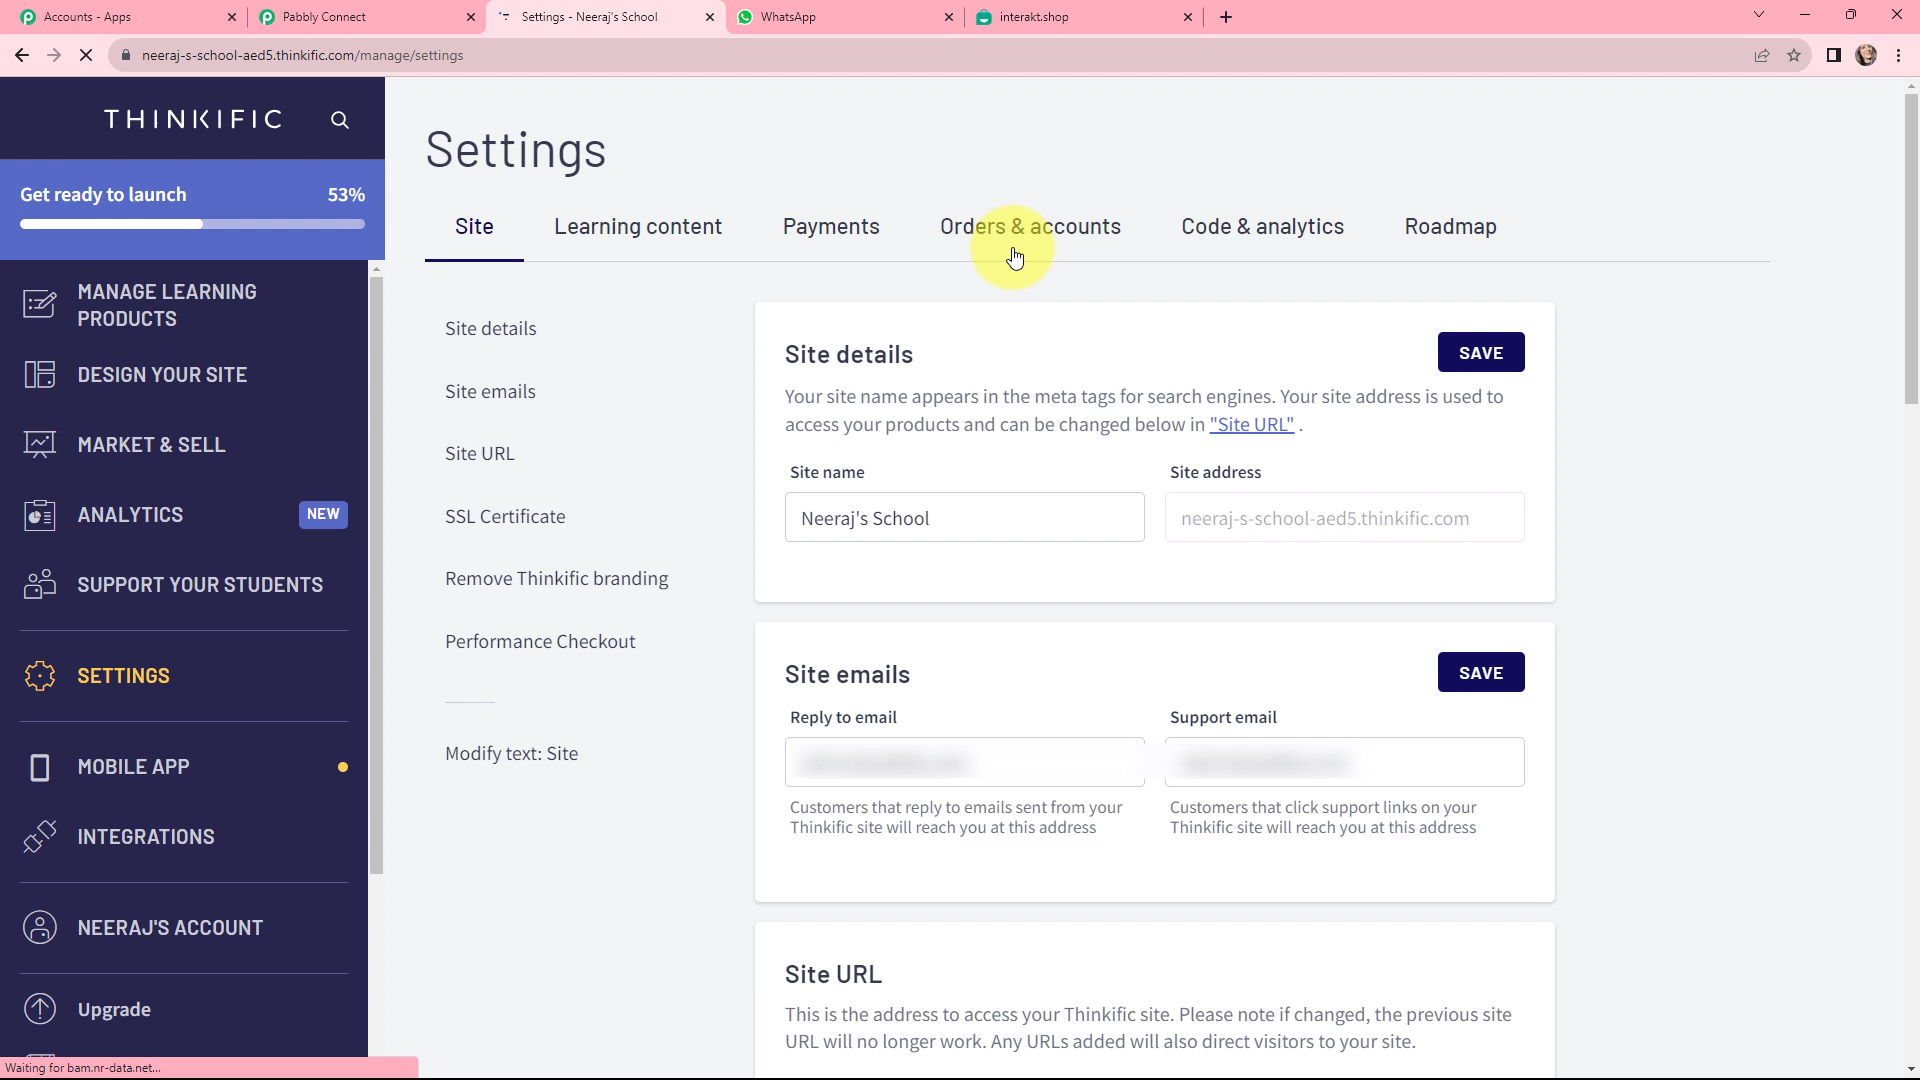 Accounts - Apps
Pabbly Connect
Settings - Neeraj's School
WhatsApp
interakt.shop
neeraj-s-school-aed5.thinkific.com/manage/settings
THINKIFIC
Get ready to launch 53%
MANAGE LEARNING
PRODUCTS
DESIGN YOUR SITE
MARKET & SELL
ANALYTICS NEW
SUPPORT YOUR STUDENTS
SETTINGS
MOBILE APP
INTEGRATIONS
NEERAJ'S ACCOUNT
Upgrade
Waiting for bam.nr-data.net...
Settings
Site Learning content Payments Orders & accounts Code & analytics Roadmap
Site details
Site emails
Site URL
SSL Certificate
Remove Thinkific branding
Performance Checkout
Modify text: Site
Site details SAVE
Your site name appears in the meta tags for search engines. Your site address is used to
access your products and can be changed below in "Site URL" .
Site name Site address
Neeraj's School neeraj-s-school-aed5.thinkific.com
Site emails SAVE
Reply to email Support email
Customers that reply to emails sent from your Customers that click support links on your
Thinkific site will reach you at this address Thinkific site will reach you at this address
Site URL
This is the address to access your Thinkific site. Please note if changed, the previous site
URL will no longer work. Any URLs added will also direct visitors to your site.